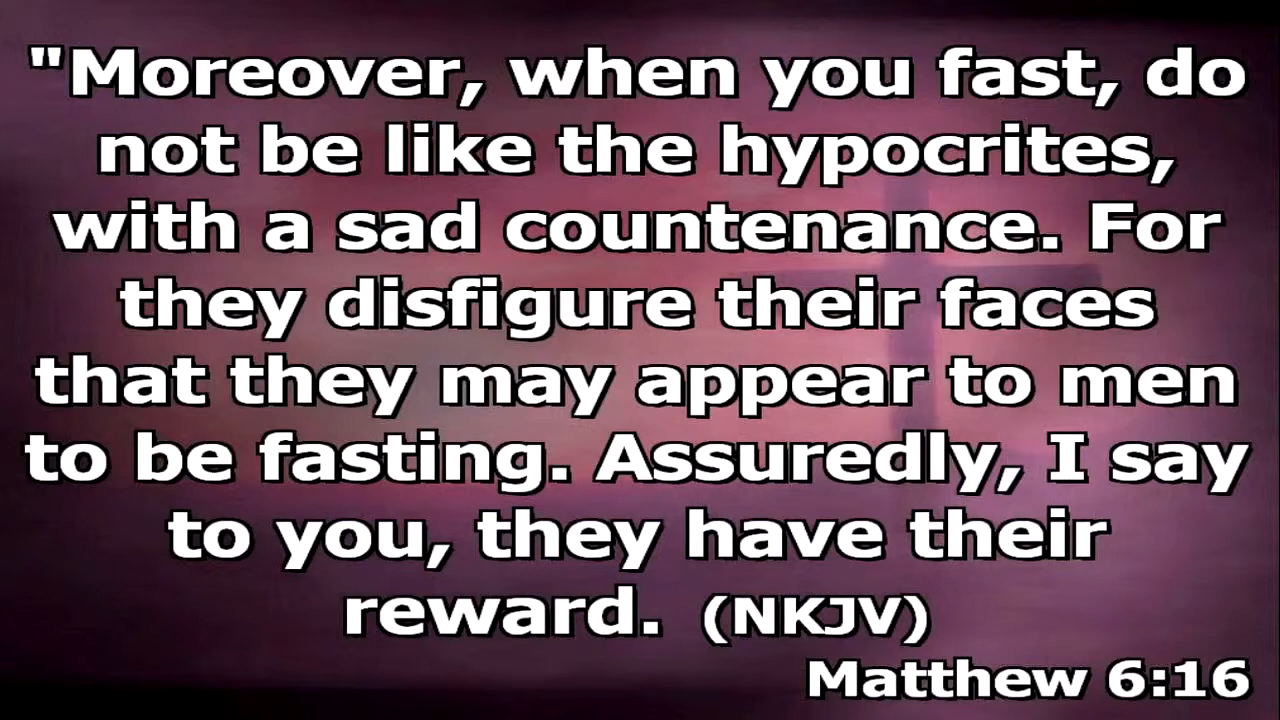 "Moreover, when you fast, do
not be like the hypocrites,
with a sad countenance. For
they disfigure their faces
that they may appear to men
to be fasting. Assuredly, I say
to you, they have their
reward. (NKJV)
Matthew 6:16